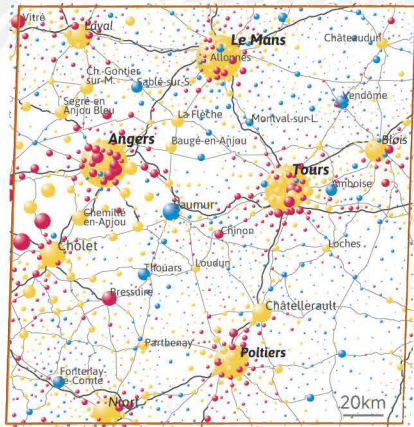 Vitré
Laval
Le Mans
Allonnes
Châteaudun
Ch.-Gontier
sur-M.
Sablé-sur-S.
Segré-en
Anjou Bleu
La Flèche
Vendôme
Montval-sur-L.
Angers
Baugé-en-Anjou
Blois
Tours
Amboise
Saumur
Chemillé
en-Anjou
Chinon
Cholet
Loches
Loudun
Thouars
Bressuire
Châtellerault
Parthenay
Poitiers
Fontenay-
le-Comte
Niort
20km